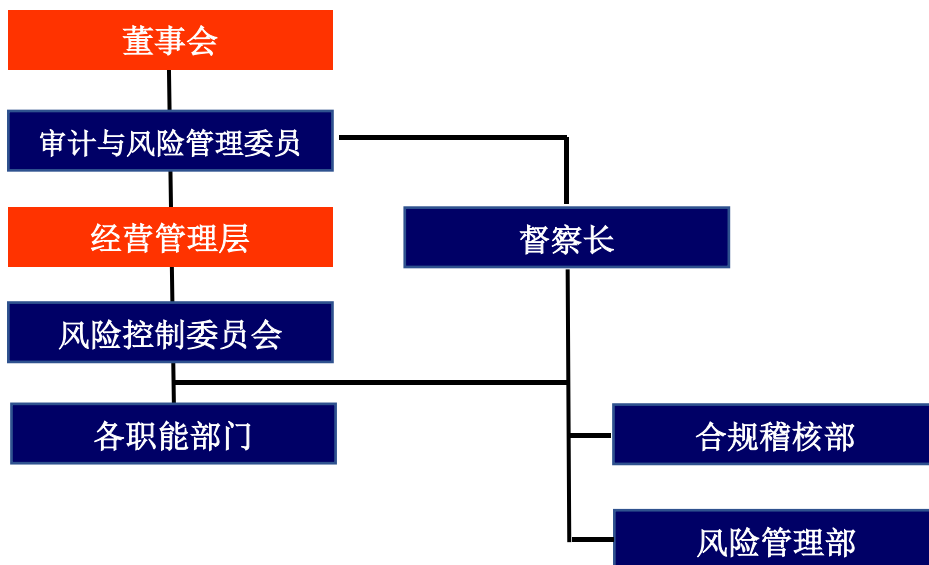 董事会
审计与风险管理委员
经营管理层
督察长
风险控制委员会
各职能部门
合规稽核部
风险管理部